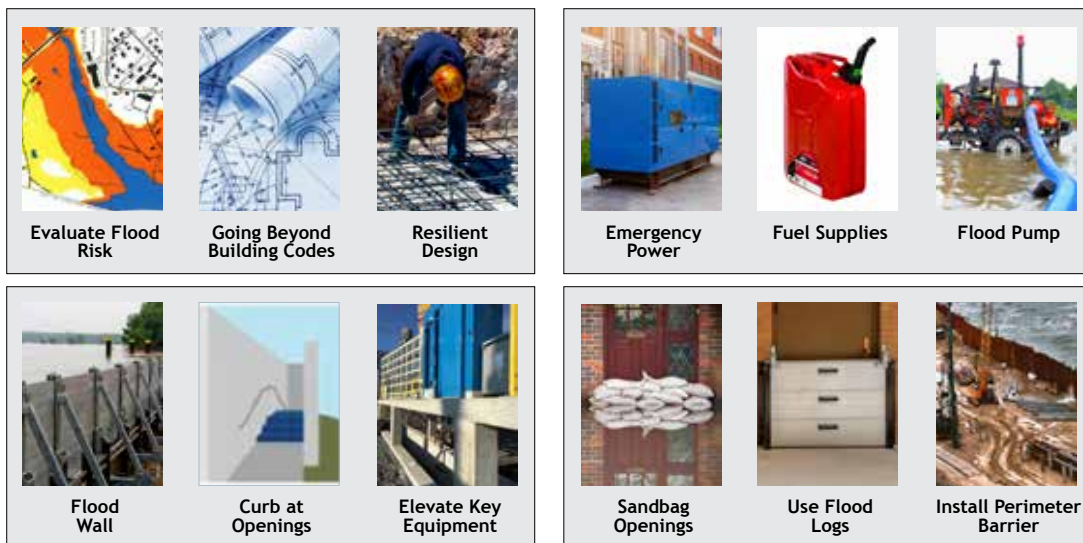 Evaluate Flood
Risk
Going Beyond
Building Codes
Resilient
Design
Emergency
Power
Fuel Supplies
Flood Pump
Flood
Wall
Curb at
Openings
Elevate Key
Equipment
Sandbag
Openings
Use Flood
Logs
Install Perimeter
Barrier